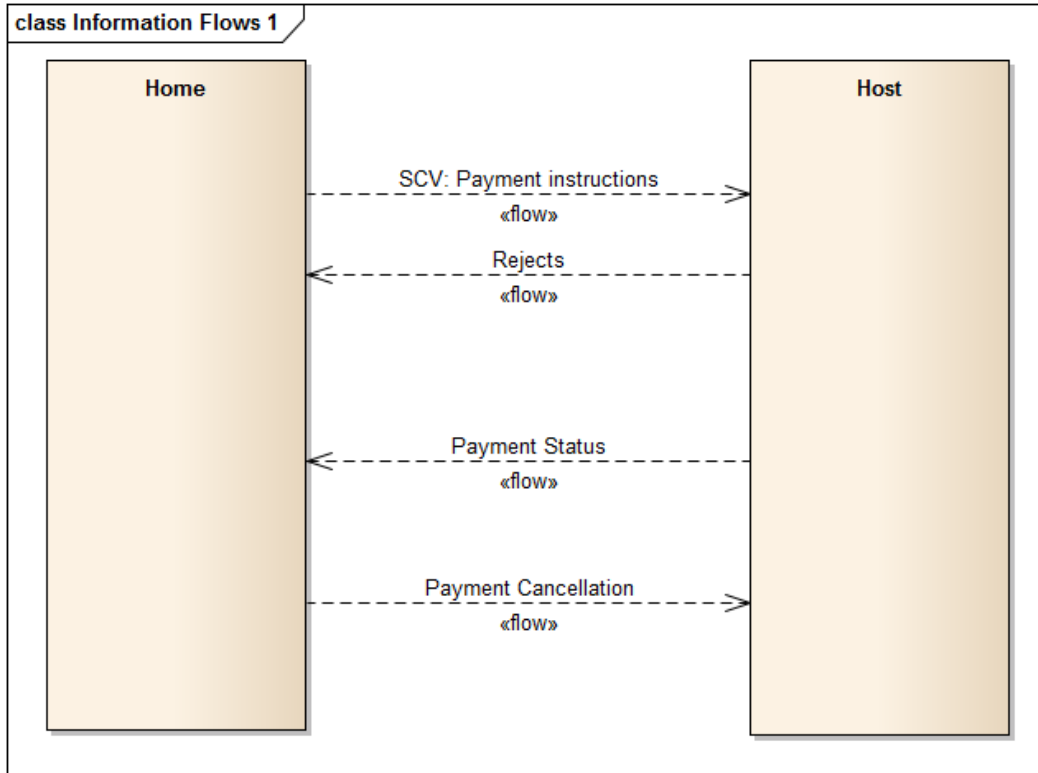 class Information Flows 1
Home
Host
SCV: Payment instructions
«flow»
Rejects
«flow»
Payment Status
«flow»
Payment Cancellation
«flow»